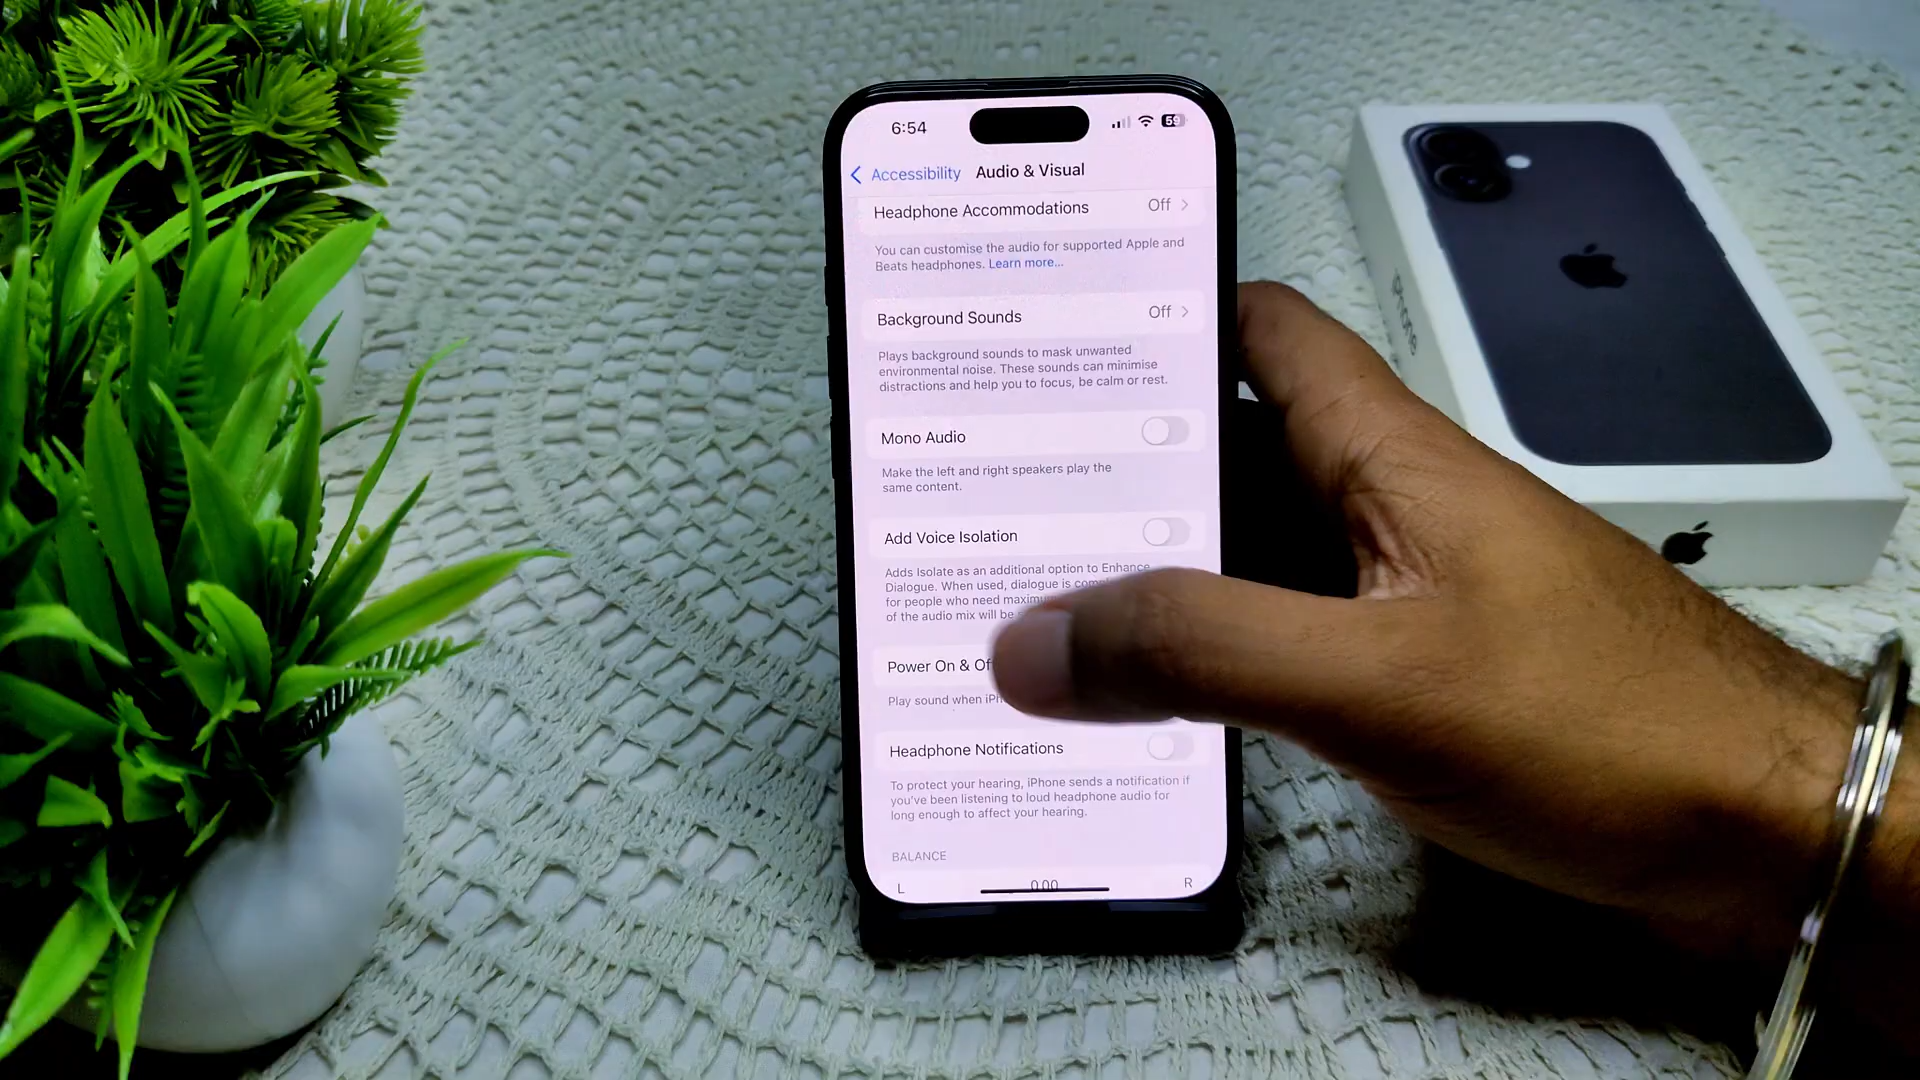 6:54
59
Accessibility
Audio & Visual
Headphone Accommodations
Off
You can customise the audio for supported Apple and
Beats headphones. Learn more...
Background Sounds
Off
Plays background sounds to mask unwanted
environmental noise. These sounds can minimise
distractions and help you to focus, be calm or rest.
Mono Audio
Make the left and right speakers play the
same content.
Add Voice Isolation
Adds Isolate as an additional option to Enhance
Dialogue. When used, dialogue is
for people who need
of the audio mix will be
Power On &
Play sound when
Headphone Notifications
To protect your hearing, iPhone sends a notification if
you've been listening to loud headphone audio for
long enough to affect your hearing.
BALANCE
L
0.00
R
iPhone